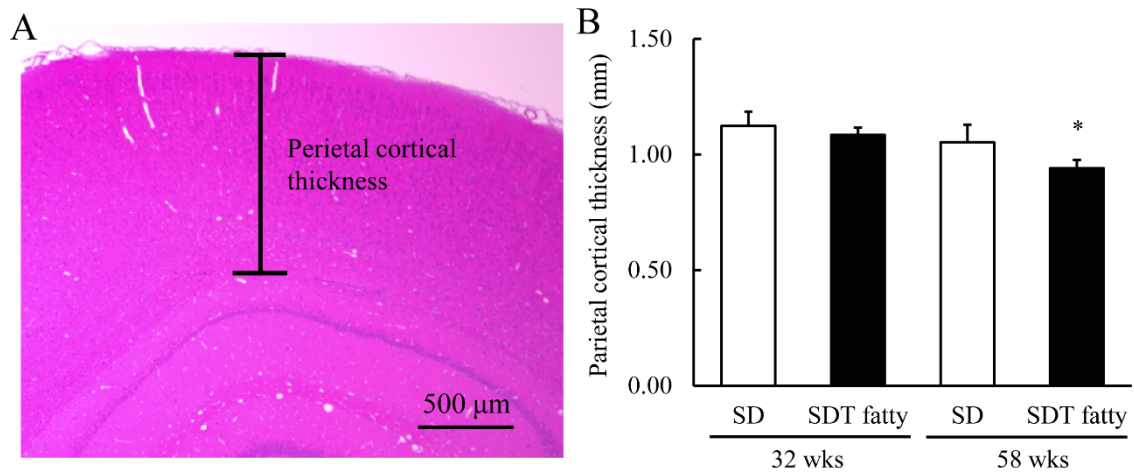 A
Perietal cortical
thickness
500 μm
B
Parietal cortical thickness (mm)
1.50
1.00
0.50
0.00
*
SD
SDT fatty
SD
SDT fatty
32 wks
58 wks